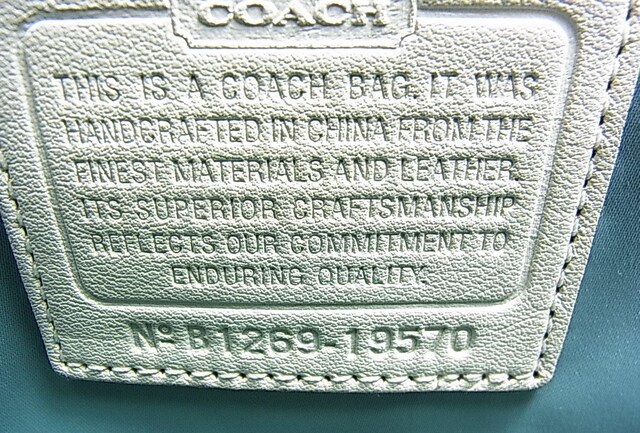 COACH
THIS IS A COACH BAG. IT WAS
HANDCRAFTED IN CHINA FROM THE
FINEST MATERIALS AND LEATHER.
ITS SUPERIOR CRAFTSMANSHIP
REFLECTS OUR COMMITMENT TO
ENDURING QUALITY.
Nº B1269-19570